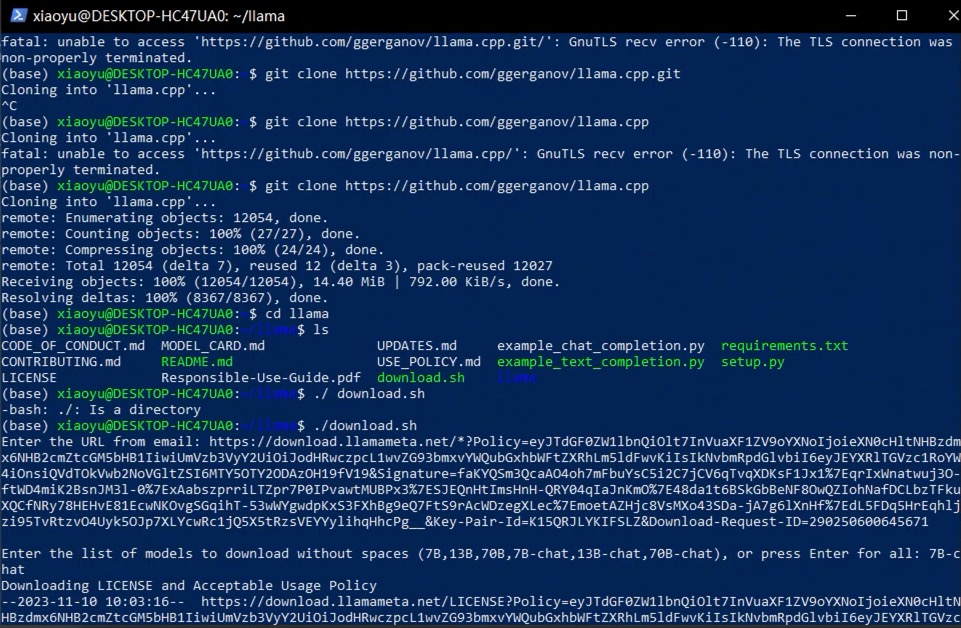 xiaoyu@DESKTOP-HC47UA0: ~/llama
fatal: unable to access 'https://github.com/ggerganov/llama.cpp.git/': GnuTLS recv error (-110): The TLS connection was
non-properly terminated.
(base) xiaoyu@DESKTOP-HC47UA0:~$ git clone https://github.com/ggerganov/llama.cpp.git
Cloning into 'llama.cpp'...
^C
(base) xiaoyu@DESKTOP-HC47UA0:~$ git clone https://github.com/ggerganov/llama.cpp
Cloning into 'llama.cpp'...
fatal: unable to access 'https://github.com/ggerganov/llama.cpp/': GnuTLS recv error (-110): The TLS connection was non-
properly terminated.
(base) xiaoyu@DESKTOP-HC47UA0:~$ git clone https://github.com/ggerganov/llama.cpp
Cloning into 'llama.cpp'...
remote: Enumerating objects: 12054, done.
remote: Counting objects: 100% (27/27), done.
remote: Compressing objects: 100% (24/24), done.
remote: Total 12054 (delta 7), reused 12 (delta 3), pack-reused 12027
Receiving objects: 100% (12054/12054), 14.40 MiB | 792.00 KiB/s, done.
Resolving deltas: 100% (8367/8367), done.
(base) xiaoyu@DESKTOP-HC47UA0:~$ cd llama
(base) xiaoyu@DESKTOP-HC47UA0:~/llama$ ls
CODE_OF_CONDUCT.md MODEL_CARD.md UPDATES.md example_chat_completion.py requirements.txt
CONTRIBUTING.md README.md USE_POLICY.md example_text_completion.py setup.py
LICENSE Responsible-Use-Guide.pdf download.sh llama
(base) xiaoyu@DESKTOP-HC47UA0:~/llama$ ./ download.sh
-bash: ./: Is a directory
(base) xiaoyu@DESKTOP-HC47UA0:~/llama$ ./download.sh
Enter the URL from email: https://download.llamameta.net/*?Policy=eyJTdGF0ZW1lbnQiOlt7InVuaXF1ZV9oYXNoIjoieXN0cHltNHBzdm
x6NHB2cmZtcGM5bHB1IiwiUmVzb3VyY2UiOiJodHRwczpcL1wvZG93bmxvYWQubGxhbWFtZXRhLm5ldFwvKiIsIkNvbmRpdGlvbiI6eyJEYXRlTGVzc1RoYW
4iOnsiQVdTOkVwb2NoVGltZSI6MTY5OTY2ODAzOH19fV19&Signature=faKYQSm3QcaAO4oh7mFbuYsC5i2C7jCV6qTvqXDKsF1Jx1%7EqrIxWnatwuj3O-
ftWD4miK2BsnJM3l-0%7ExAabszprriLTZpr7P0IPvawtMUBPx3%7ESJEQnHtImsHnH-QRY04qIaJnKmO%7E48da1t6BSkGbBeNF8OwQZIohNafDCLbzTFku
XQCfNRy78HEHvE81EcwNKOvgSGqihT-53wWYgwdpKxS3FXhBg9eQ7FtS9rAcWDzegXLec%7EmoetAZHjc8VsMXo43SDa-jA7g6lXnHf%7EdL5FDq5HrEqhlj
zi95TvRtzvO4Uyk5OJp7XLYcwRc1jQ5X5tRzsVEYYylihqHhcPg__&Key-Pair-Id=K15QRJLYKIFSLZ&Download-Request-ID=290250600645671
Enter the list of models to download without spaces (7B,13B,70B,7B-chat,13B-chat,70B-chat), or press Enter for all: 7B-c
hat
Downloading LICENSE and Acceptable Usage Policy
--2023-11-10 10:03:16-- https://download.llamameta.net/LICENSE?Policy=eyJTdGF0ZW1lbnQiOlt7InVuaXF1ZV9oYXNoIjoieXN0cHltN
HBzdmx6NHB2cmZtcGM5bHB1IiwiUmVzb3VyY2UiOiJodHRwczpcL1wvZG93bmxvYWQubGxhbWFtZXRhLm5ldFwvKiIsIkNvbmRpdGlvbiI6eyJEYXRlTGVzc